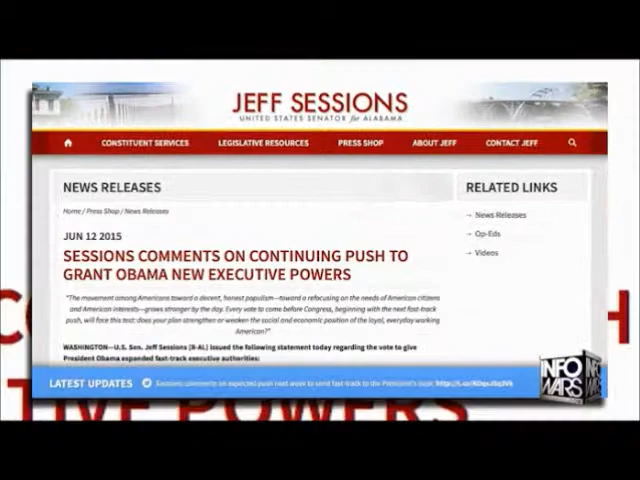 JEFF SESSIONS
UNITED STATES SENATOR for ALABAMA
CONSTITUENT SERVICES LEGISLATIVE RESOURCES PRESS SHOP ABOUT JEFF CONTACT JEFF
NEWS RELEASES
Home / Press Shop / News Releases
JUN 12 2015
SESSIONS COMMENTS ON CONTINUING PUSH TO
GRANT OBAMA NEW EXECUTIVE POWERS
"The movement among Americans toward a decent, honest populism—toward a refocusing on the needs of American citizens
and American interests—grows stronger by the day. Every vote to come before Congress, beginning with the next fast-track
push, will face this test: does your plan strengthen or weaken the social and economic position of the loyal, everyday working
American?"
WASHINGTON—U.S. Sen. Jeff Sessions (R-AL) issued the following statement today regarding the vote to give
President Obama expanded fast-track executive authorities:
RELATED LINKS
→ News Releases
→ Op-Eds
→ Videos
LATEST UPDATES Sessions comments on expected push next week to send fast-track to the President's desk:
INFO
WARS
TIVE POWERS